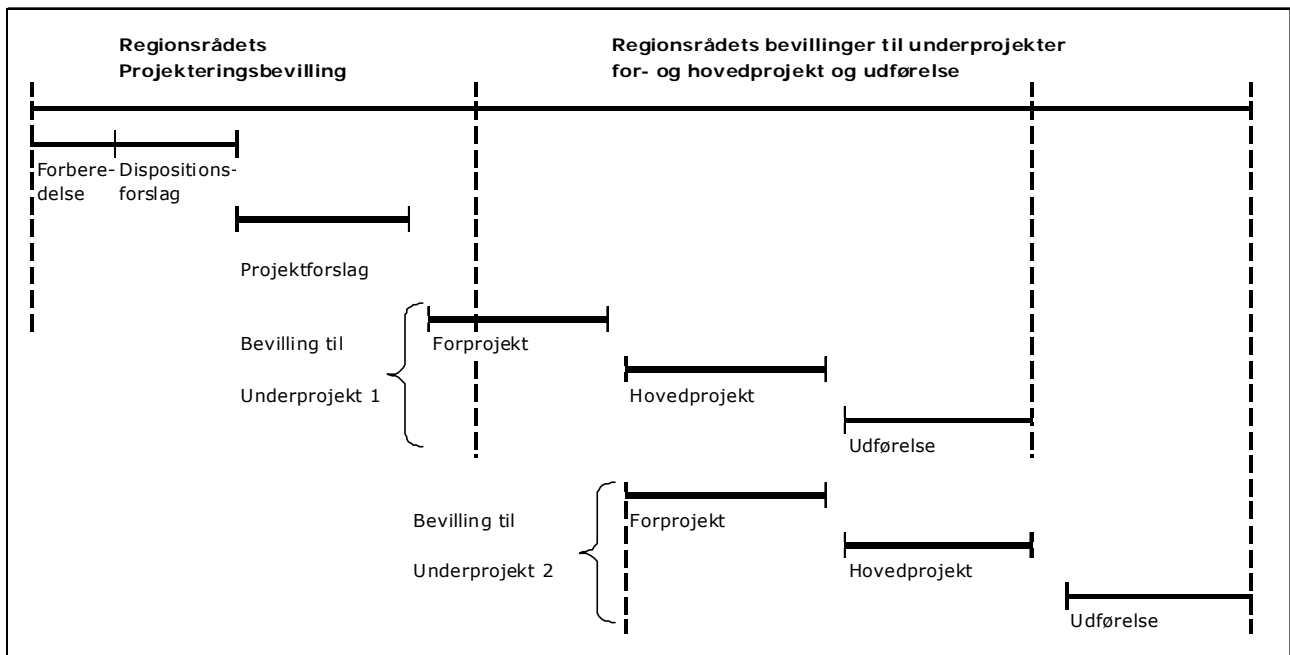 Regionsrådets
Projekteringsbevilling
Regionsrådets bevillinger til underprojekter
for- og hovedprojekt og udførelse
Forbere-
delse
Dispositions-
forslag
Projektforslag
Bevilling til
Underprojekt 1
Forprojekt
Hovedprojekt
Udførelse
Bevilling til
Underprojekt 2
Forprojekt
Hovedprojekt
Udførelse